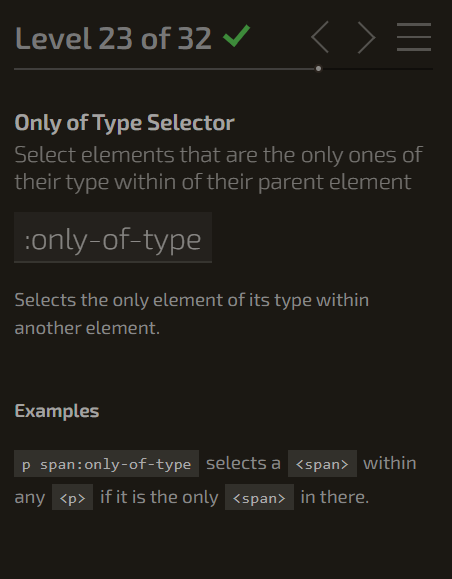 Level 23 of 32
Only of Type Selector
Select elements that are the only ones of
their type within of their parent element
:only-of-type
Selects the only element of its type within
another element.
Examples
p span:only-of-type selects a <span> within
any <p> if it is the only <span> in there.